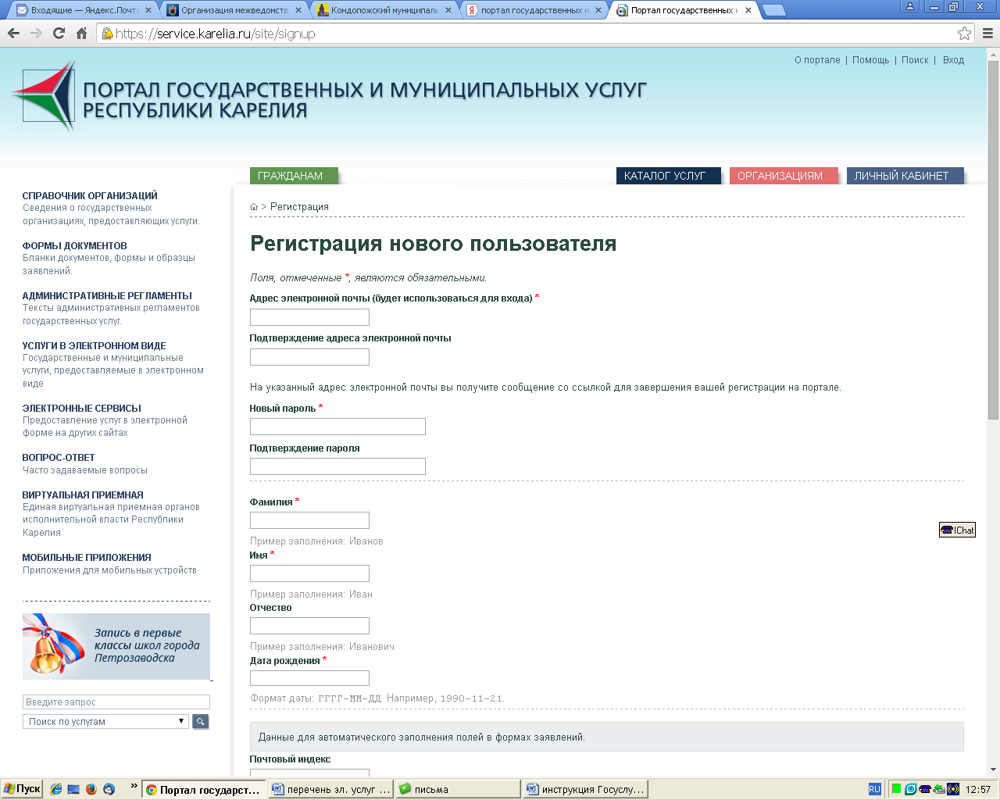 Входящие — Яндекс.Почта
Организация межведомств
Кондопожский муниципаль
портал государственных и
Портал государственных и
https://service.karelia.ru/site/signup
О портале | Помощь | Поиск | Вход
ПОРТАЛ ГОСУДАРСТВЕННЫХ И МУНИЦИПАЛЬНЫХ УСЛУГ
РЕСПУБЛИКИ КАРЕЛИЯ
ГРАЖДАНАМ
КАТАЛОГ УСЛУГ
ОРГАНИЗАЦИЯМ
ЛИЧНЫЙ КАБИНЕТ
СПРАВОЧНИК ОРГАНИЗАЦИЙ
Сведения о государственных
организациях, предоставляющих услуги.
ФОРМЫ ДОКУМЕНТОВ
Бланки документов, формы и образцы
заявлений.
АДМИНИСТРАТИВНЫЕ РЕГЛАМЕНТЫ
Тексты административных регламентов
государственных услуг.
УСЛУГИ В ЭЛЕКТРОННОМ ВИДЕ
Государственные и муниципальные
услуги, предоставляемые в электронном
виде
ЭЛЕКТРОННЫЕ СЕРВИСЫ
Предоставление услуг в электронной
форме на других сайтах
ВОПРОС-ОТВЕТ
Часто задаваемые вопросы
ВИРТУАЛЬНАЯ ПРИЕМНАЯ
Единая виртуальная приемная органов
исполнительной власти Республики
Карелия
МОБИЛЬНЫЕ ПРИЛОЖЕНИЯ
Приложения для мобильных устройств
Запись в первые
классы школ города
Петрозаводска
Введите запрос
Поиск по услугам
> Регистрация
Регистрация нового пользователя
Поля, отмеченные *, являются обязательными.
Адрес электронной почты (будет использоваться для входа) *
Подтверждение адреса электронной почты
На указанный адрес электронной почты вы получите сообщение со ссылкой для завершения вашей регистрации на портале.
Новый пароль *
Подтверждение пароля
Фамилия *
Пример заполнения: Иванов
Имя *
Пример заполнения: Иван
Отчество
Пример заполнения: Иванович
Дата рождения *
Формат даты: ГГГГ-ММ-ДД. Например, 1990-11-21.
Данные для автоматического заполнения полей в формах заявлений.
Почтовый индекс
IChat
Пуск
»
Портал государст...
перечень эл. услуг ...
письма
инструкция Госуслу...
RU
12:57